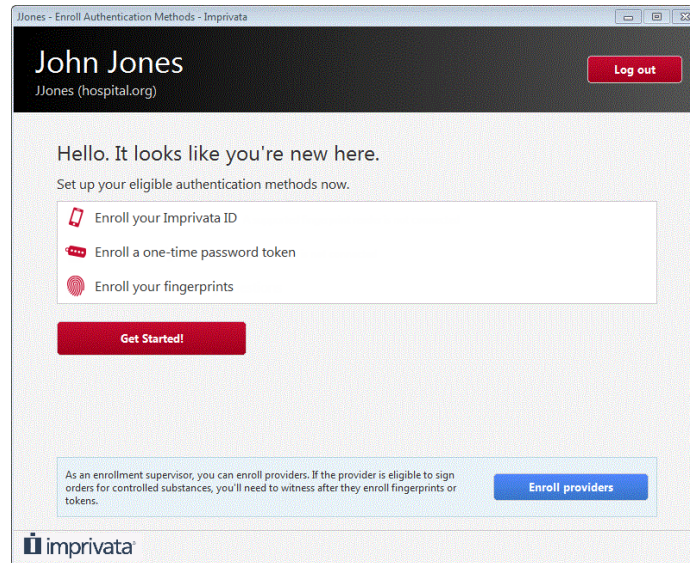 JJones - Enroll Authentication Methods - Imprivata
John Jones
JJones (hospital.org)
Log out
Hello. It looks like you're new here.
Set up your eligible authentication methods now.
Enroll your Imprivata ID
Enroll a one-time password token
Enroll your fingerprints
Get Started!
As an enrollment supervisor, you can enroll providers. If the provider is eligible to sign
orders for controlled substances, you'll need to witness after they enroll fingerprints or
tokens.
Enroll providers
imprivata